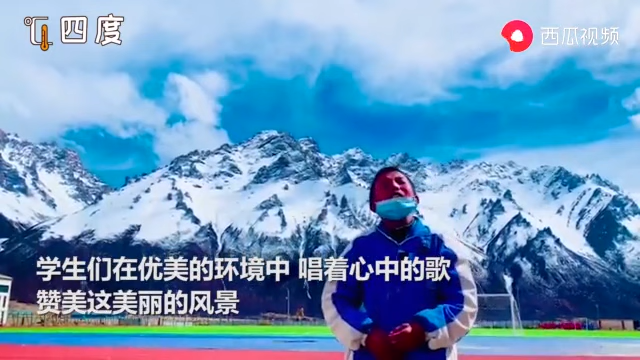 四度
西瓜视频
学生们在优美的环境中 唱着心中的歌
赞美这美丽的风景